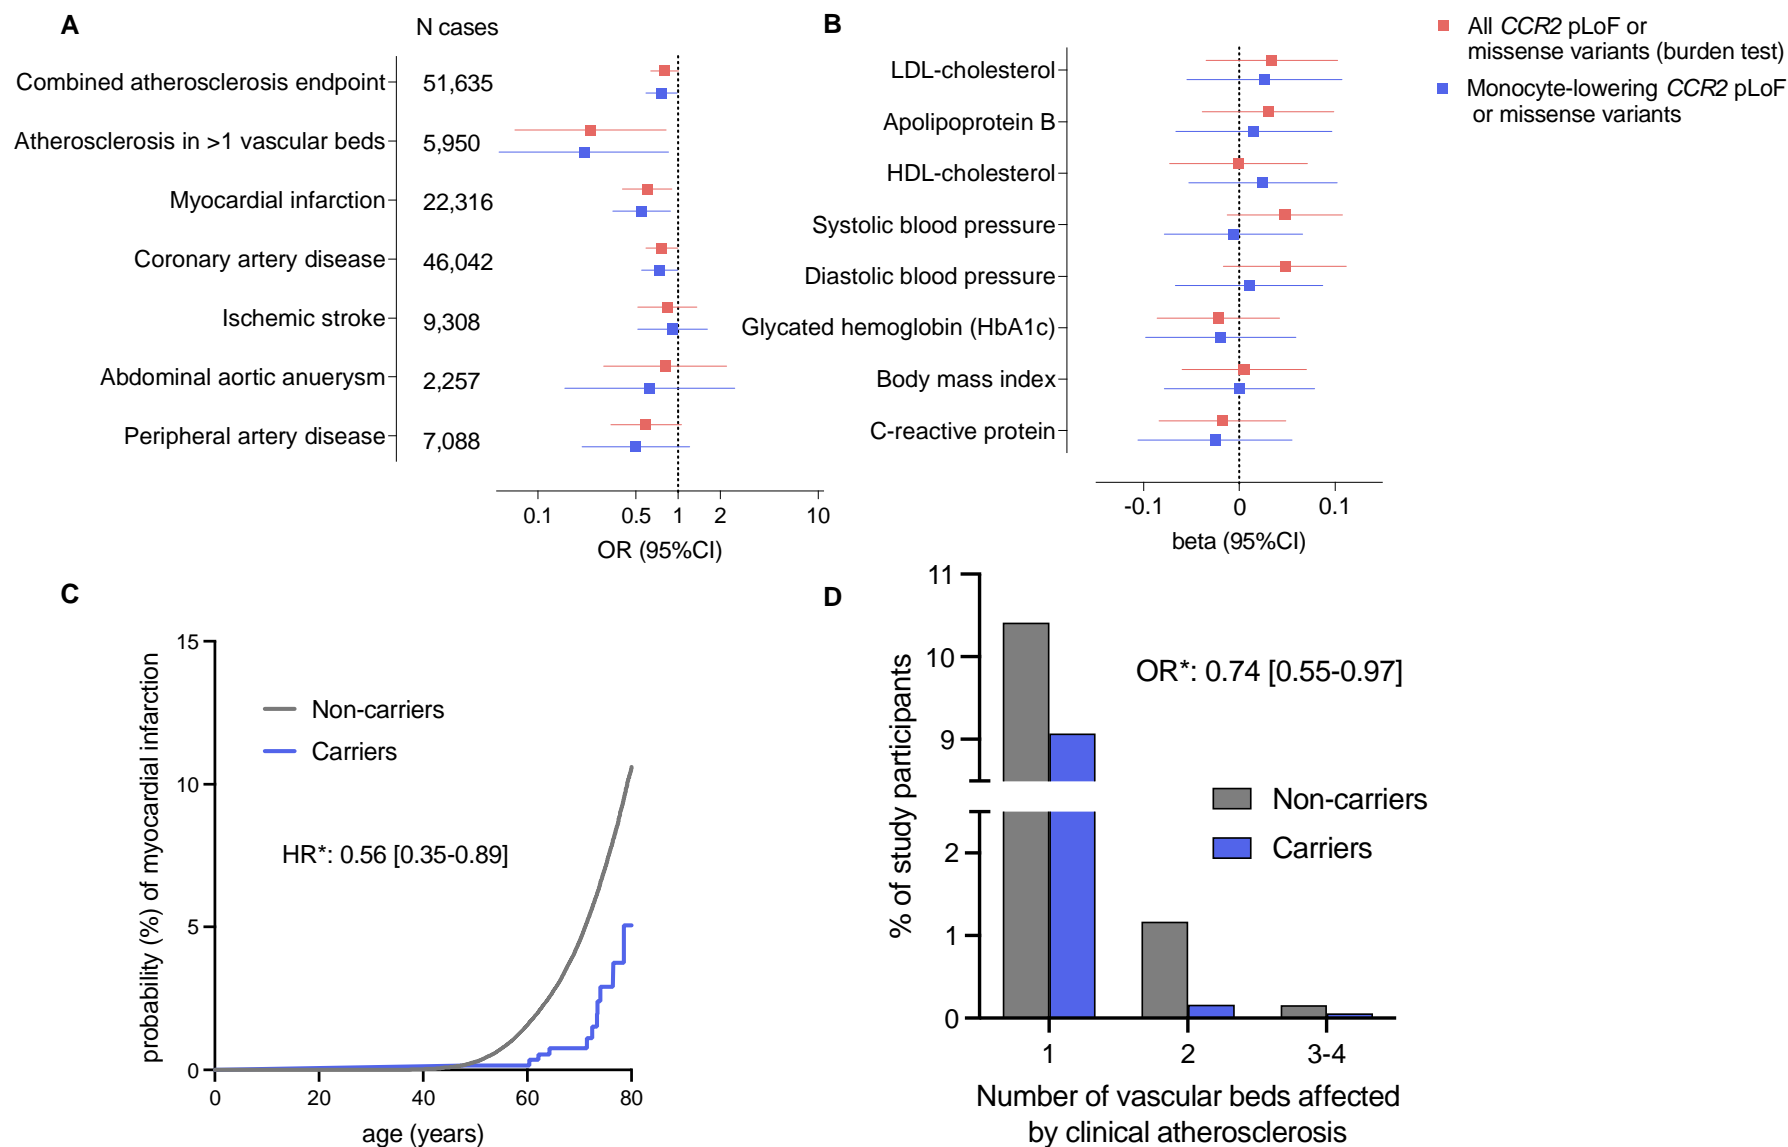 A
N cases
Combined atherosclerosis endpoint 51,635
Atherosclerosis in >1 vascular beds 5,950
Myocardial infarction 22,316
Coronary artery disease 46,042
Ischemic stroke 9,308
Abdominal aortic anuerysm 2,257
Peripheral artery disease 7,088
0.1 0.5 1 2 10
OR (95%CI)
B
LDL-cholesterol
Apolipoprotein B
HDL-cholesterol
Systolic blood pressure
Diastolic blood pressure
Glycated hemoglobin (HbA1c)
Body mass index
C-reactive protein
-0.1 0 0.1
beta (95%CI)
All CCR2 pLoF or
missense variants (burden test)
Monocyte-lowering CCR2 pLoF
or missense variants
C
probability (%) of myocardial infarction
15
10
5
0
Non-carriers
Carriers
HR*: 0.56 [0.35-0.89]
0 20 40 60 80
age (years)
D
% of study participants
11
10
9
2
1
0
OR*: 0.74 [0.55-0.97]
Non-carriers
Carriers
1 2 3-4
Number of vascular beds affected
by clinical atherosclerosis